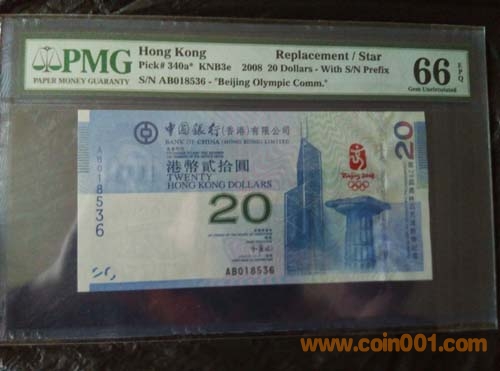 PMG
PAPER MONEY GUARANTY
Hong Kong Replacement / Star
Pick# 340a* KNB3e 2008 20 Dollars - With S/N Prefix
S/N AB018536 - "Beijing Olympic Comm."
66 EPQ
Gem Uncirculated
中國銀行(香港)有限公司
BANK OF CHINA (HONG KONG) LIMITED
港幣貳拾圓
TWENTY
HONG KONG DOLLARS
20
20
Beijing 2008
AB018536
AB018536
www.coin001.com